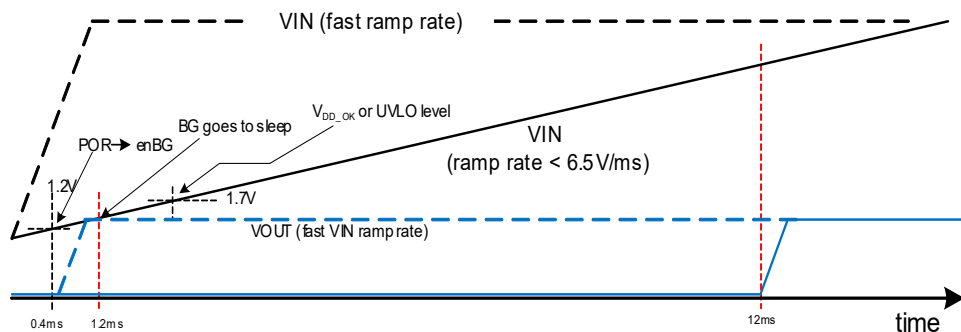 VIN (fast ramp rate)
V_DD_OK or UVLO level
BG goes to sleep
POR→ enBG
VIN
(ramp rate < 6.5V/ms)
1.2V
1.7V
VOUT (fast VIN ramp rate)
0.4ms
1.2ms
12ms
time